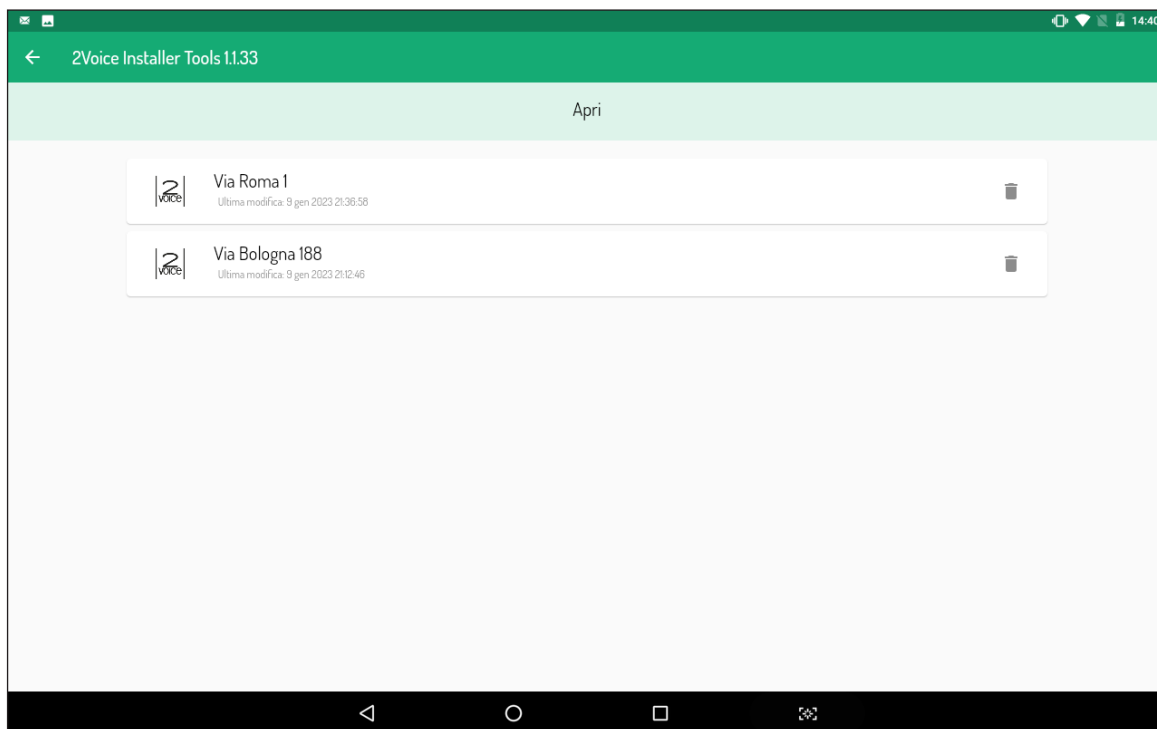 14:40
2Voice Installer Tools 1.1.33
Apri
2 voice
Via Roma 1
Ultima modifica: 9 gen 2023 21:36:58
2 voice
Via Bologna 188
Ultima modifica: 9 gen 2023 21:12:46